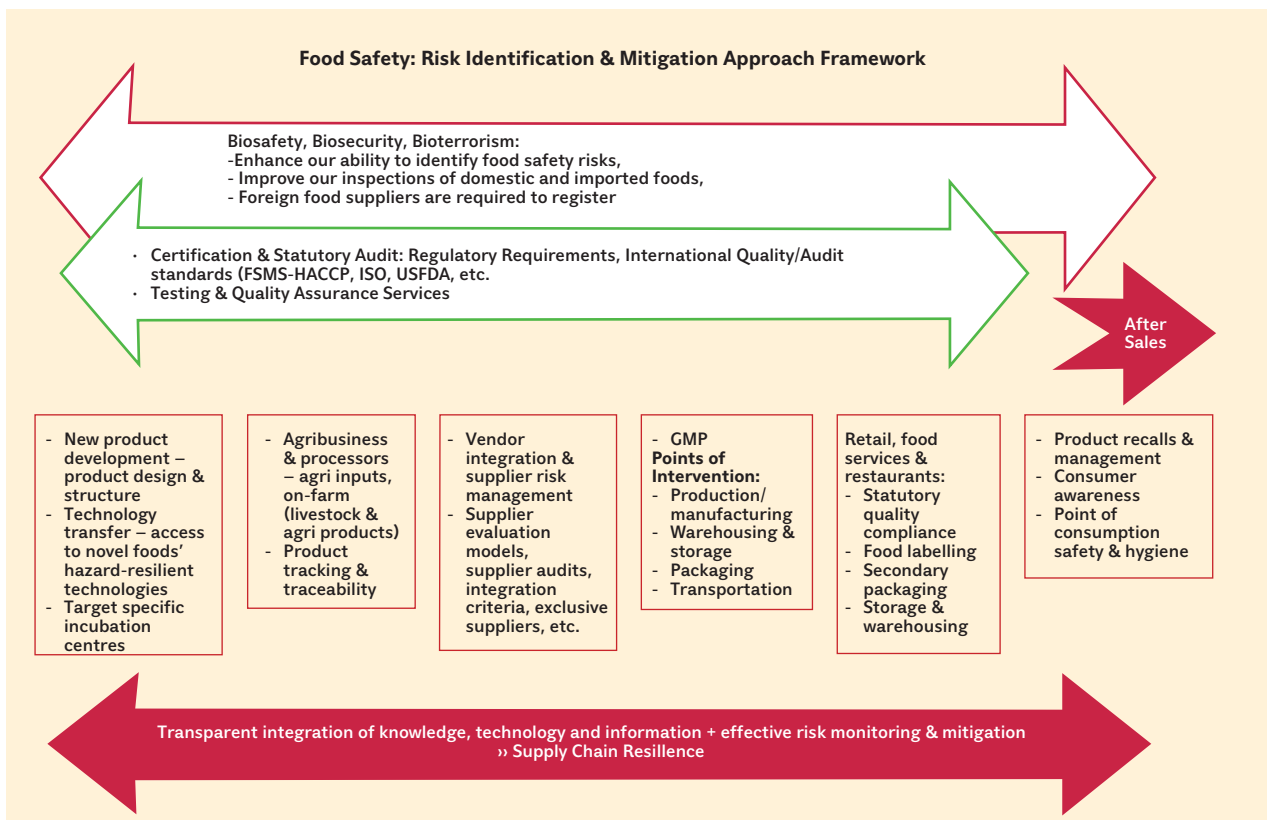 Food Safety: Risk Identification & Mitigation Approach Framework
Biosafety, Biosecurity, Bioterrorism:
-Enhance our ability to identify food safety risks,
- Improve our inspections of domestic and imported foods,
- Foreign food suppliers are required to register
· Certification & Statutory Audit: Regulatory Requirements, International Quality/Audit
standards (FSMS-HACCP, ISO, USFDA, etc.
· Testing & Quality Assurance Services
After
Sales
- New product
development –
product design &
structure
- Technology
transfer – access
to novel foods’
hazard-resilient
technologies
- Target specific
incubation
centres
- Agribusiness
& processors
– agri inputs,
on-farm
(livestock &
agri products)
- Product
tracking &
traceability
- Vendor
integration &
supplier risk
management
- Supplier
evaluation
models,
supplier audits,
integration
criteria, exclusive
suppliers, etc.
- GMP
Points of
Intervention:
- Production/
manufacturing
- Warehousing &
storage
- Packaging
- Transportation
Retail, food
services &
restaurants:
- Statutory
quality
compliance
- Food labelling
- Secondary
packaging
- Storage &
warehousing
- Product recalls &
management
- Consumer
awareness
- Point of
consumption
safety & hygiene
Transparent integration of knowledge, technology and information + effective risk monitoring & mitigation
›› Supply Chain Resillence